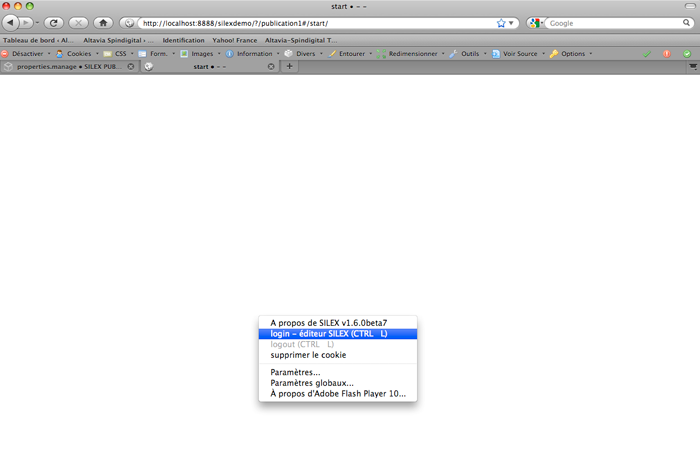 start • - -
http://localhost:8888/silexdemo/?/publication1#/start/
Google
Tableau de bord ‹ Al... Altavia Spindigital ‹ ... Identification Yahoo! France Altavia-Spindigital T...
Désactiver Cookies CSS Form. Images Information Divers Entourer Redimensionner Outils Voir Source Options
properties.manage • SILEX PUB... start • - -
A propos de SILEX v1.6.0beta7
login - éditeur SILEX (CTRL L)
logout (CTRL L)
supprimer le cookie
Paramètres...
Paramètres globaux...
À propos d'Adobe Flash Player 10...